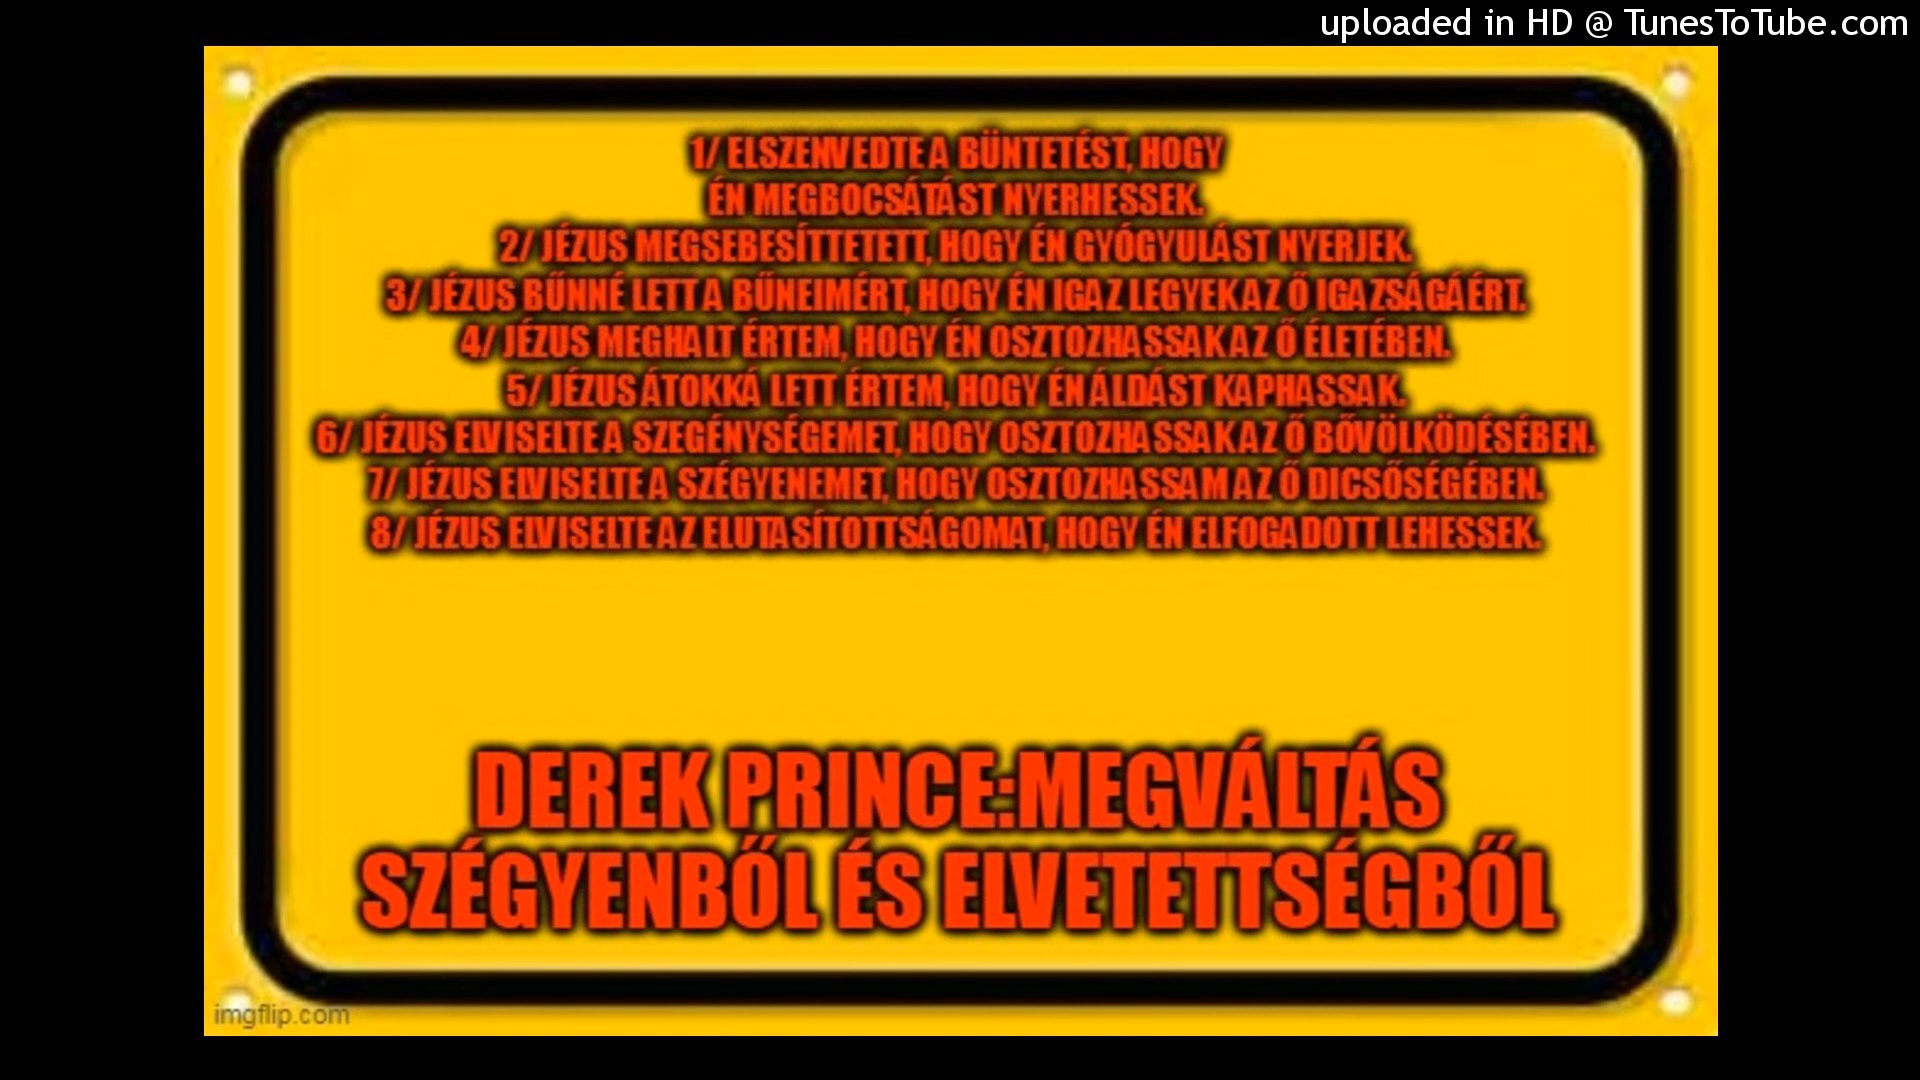 uploaded in HD @ TunesToTube.com
1/ ELSZENVEDTE A BÜNTETÉST, HOGY
ÉN MEGBOCSÁTÁST NYERHESSEK.
2/ JÉZUS MEGSEBESÍTTETETT, HOGY ÉN GYÓGYULÁST NYERJEK.
3/ JÉZUS BŰNNÉ LETT A BŰNEIMÉRT, HOGY ÉN IGAZ LEGYEK AZ Ő IGAZSÁGÁÉRT.
4/ JÉZUS MEGHALT ÉRTEM, HOGY ÉN OSZTOZHASSAK AZ Ő ÉLETÉBEN.
5/ JÉZUS ÁTOKKÁ LETT ÉRTEM, HOGY ÉN ÁLDÁST KAPHASSAK.
6/ JÉZUS ELVISELTE A SZEGÉNYSÉGEMET, HOGY OSZTOZHASSAK AZ Ő BŐVÖLKÖDÉSÉBEN.
7/ JÉZUS ELVISELTE A SZÉGYENEMET, HOGY OSZTOZHASSAM AZ Ő DICSŐSÉGÉBEN.
8/ JÉZUS ELVISELTE AZ ELUTASÍTOTTSÁGOMAT, HOGY ÉN ELFOGADOTT LEHESSEK.
DEREK PRINCE:MEGVÁLTÁS
SZÉGYENBŐL ÉS ELVETETTSÉGBŐL
imgflip.com